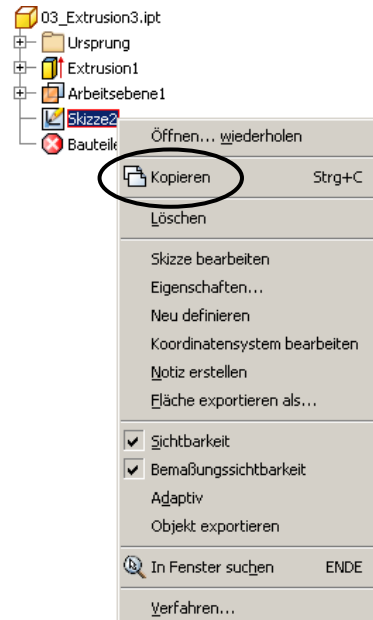 03_Extrusion3.ipt
Ursprung
Extrusion1
Arbeitsebene1
Skizze2
Öffnen... wiederholen
Kopieren Strg+C
Löschen
Skizze bearbeiten
Eigenschaften...
Neu definieren
Koordinatensystem bearbeiten
Notiz erstellen
Fläche exportieren als...
Sichtbarkeit
Bemaßungssichtbarkeit
Adaptiv
Objekt exportieren
In Fenster suchen ENDE
Verfahren...